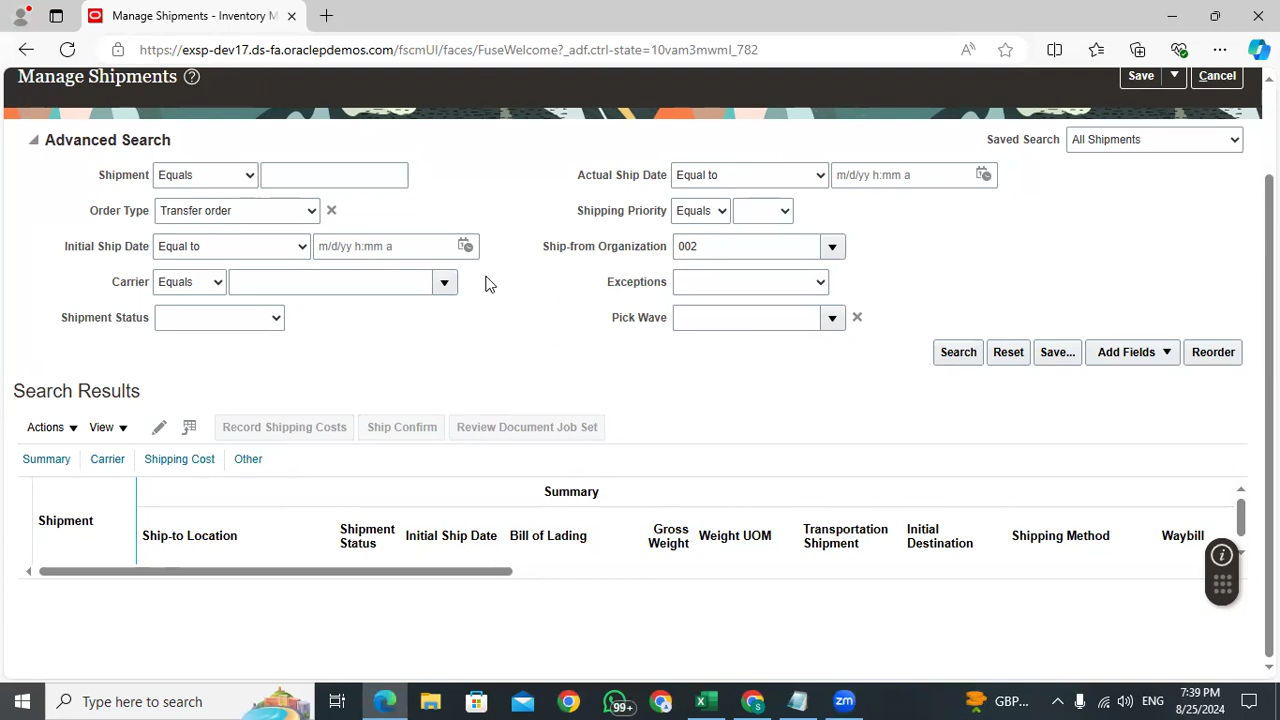 Manage Shipments - Inventory M
https://exsp-dev17.ds-fa.oraclepdemos.com/fscmUI/faces/FuseWelcome?_adf.ctrl-state=10vam3mwml_782
Manage Shipments
Save
Cancel
Advanced Search
Saved Search All Shipments
Shipment Equals
Actual Ship Date Equal to m/d/yy h:mm a
Order Type Transfer order
Shipping Priority Equals
Initial Ship Date Equal to m/d/yy h:mm a
Ship-from Organization 002
Carrier Equals
Exceptions
Shipment Status
Pick Wave
Search Reset Save... Add Fields Reorder
Search Results
Actions View Record Shipping Costs Ship Confirm Review Document Job Set
Summary Carrier Shipping Cost Other
Summary
Shipment
Ship-to Location
Shipment Status
Initial Ship Date
Bill of Lading
Gross Weight
Weight UOM
Transportation Shipment
Initial Destination
Shipping Method
Waybill
Type here to search
99+
GBP...
ENG
7:39 PM
8/25/2024